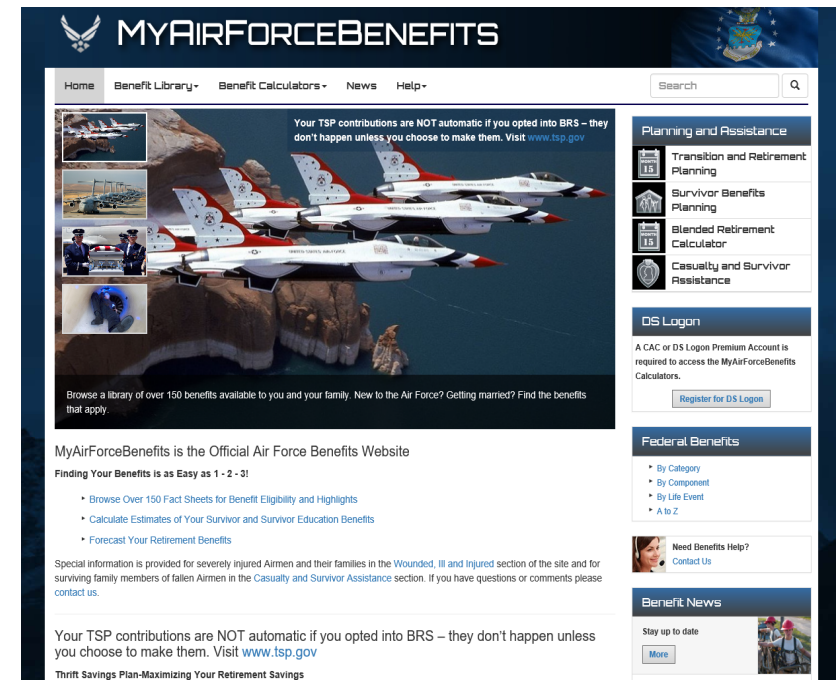 MyAirForceBenefits
Home
Benefit Library
Benefit Calculators
News
Help
Search
Your TSP contributions are NOT automatic if you opted into BRS – they
don't happen unless you choose to make them. Visit www.tsp.gov
Browse a library of over 150 benefits available to you and your family. New to the Air Force? Getting married? Find the benefits
that apply.
MyAirForceBenefits is the Official Air Force Benefits Website
Finding Your Benefits is as Easy as 1 - 2 - 3!
Browse Over 150 Fact Sheets for Benefit Eligibility and Highlights
Calculate Estimates of Your Survivor and Survivor Education Benefits
Forecast Your Retirement Benefits
Special information is provided for severely injured Airmen and their families in the Wounded, Ill and Injured section of the site and for
surviving family members of fallen Airmen in the Casualty and Survivor Assistance section. If you have questions or comments please
contact us.
Your TSP contributions are NOT automatic if you opted into BRS – they don't happen unless
you choose to make them. Visit www.tsp.gov
Thrift Savings Plan-Maximizing Your Retirement Savings
Planning and Assistance
MONTH
15
Transition and Retirement
Planning
Survivor Benefits
Planning
MONTH
15
Blended Retirement
Calculator
Casualty and Survivor
Assistance
DS Logon
A CAC or DS Logon Premium Account is
required to access the MyAirForceBenefits
Calculators.
Register for DS Logon
Federal Benefits
By Category
By Component
By Life Event
A to Z
Need Benefits Help?
Contact Us
Benefit News
Stay up to date
More